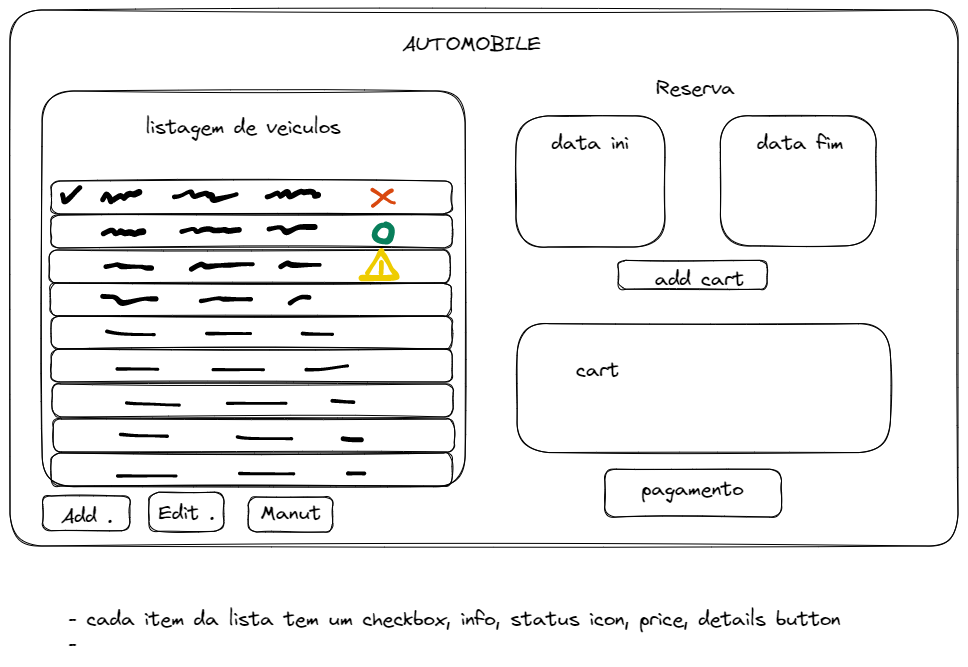 AUTOMOBILE
listagem de veiculos
Add .
Edit .
Manut
Reserva
data ini
data fim
add cart
cart
pagamento
- cada item da lista tem um checkbox, info, status icon, price, details button
-